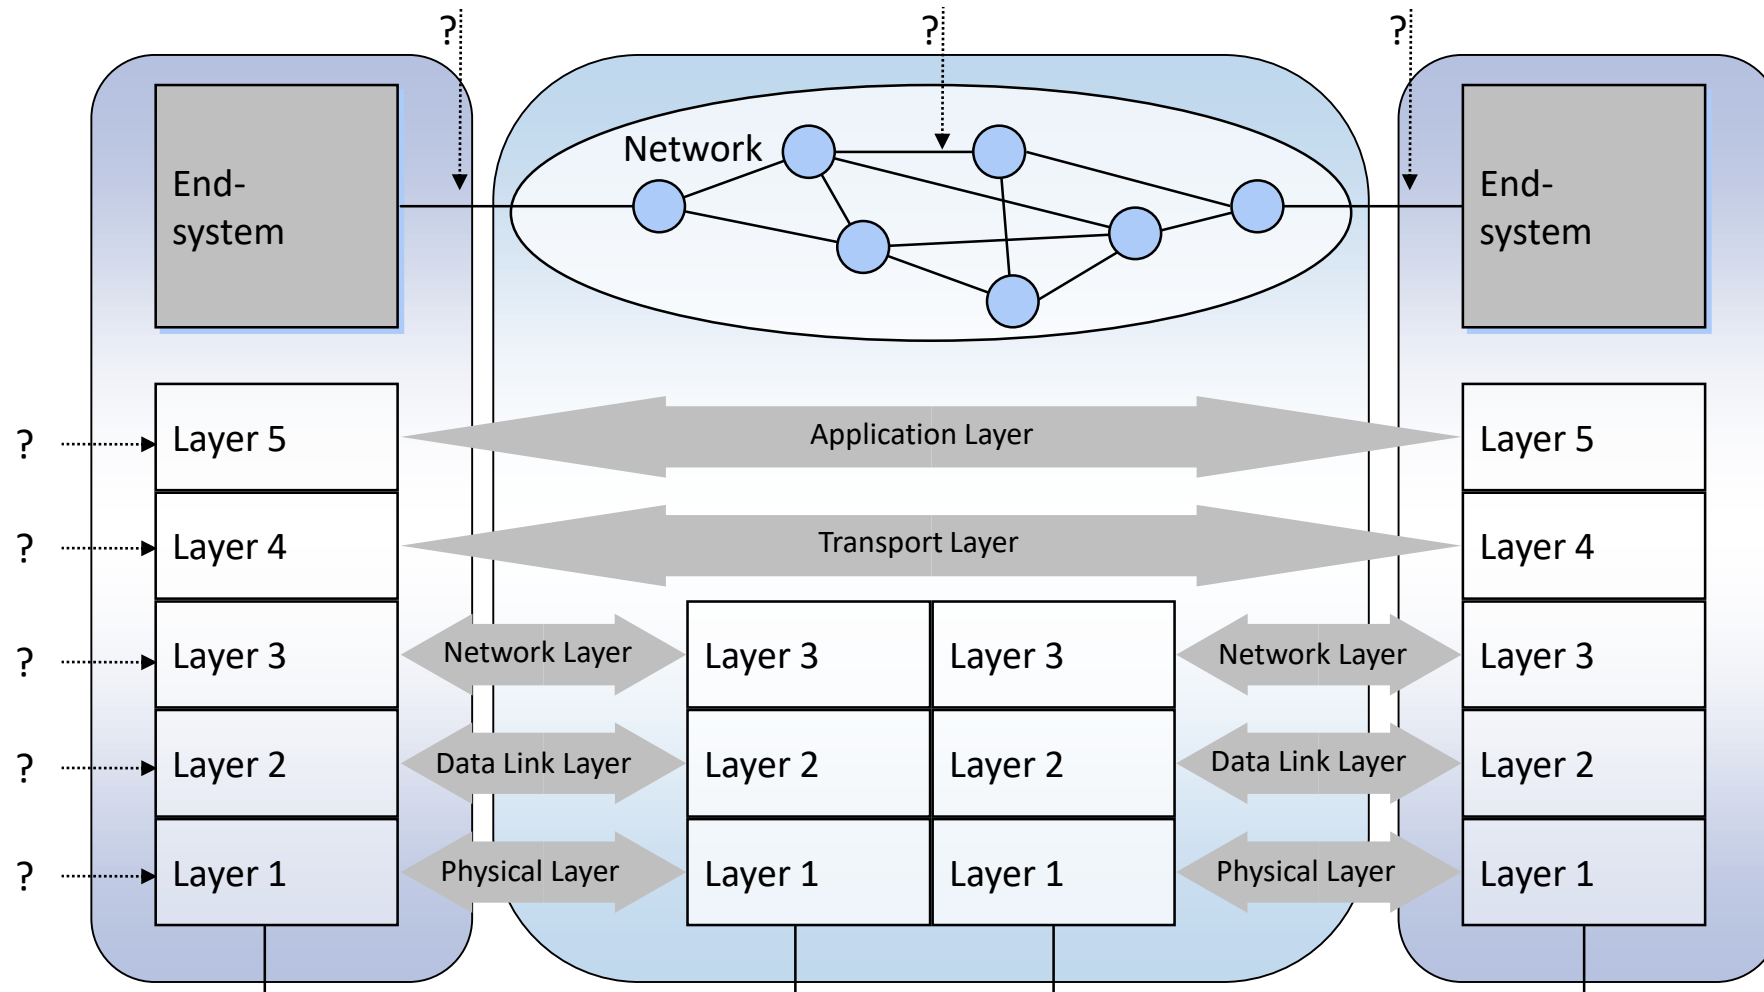 ?
?
?
Network
End-
system
End-
system
Layer 5
Application Layer
Layer 5
?
Layer 4
Transport Layer
Layer 4
?
Layer 3
Network Layer
Layer 3
Layer 3
Network Layer
Layer 3
?
Layer 2
Data Link Layer
Layer 2
Layer 2
Data Link Layer
Layer 2
?
Layer 1
Physical Layer
Layer 1
Layer 1
Physical Layer
Layer 1
?